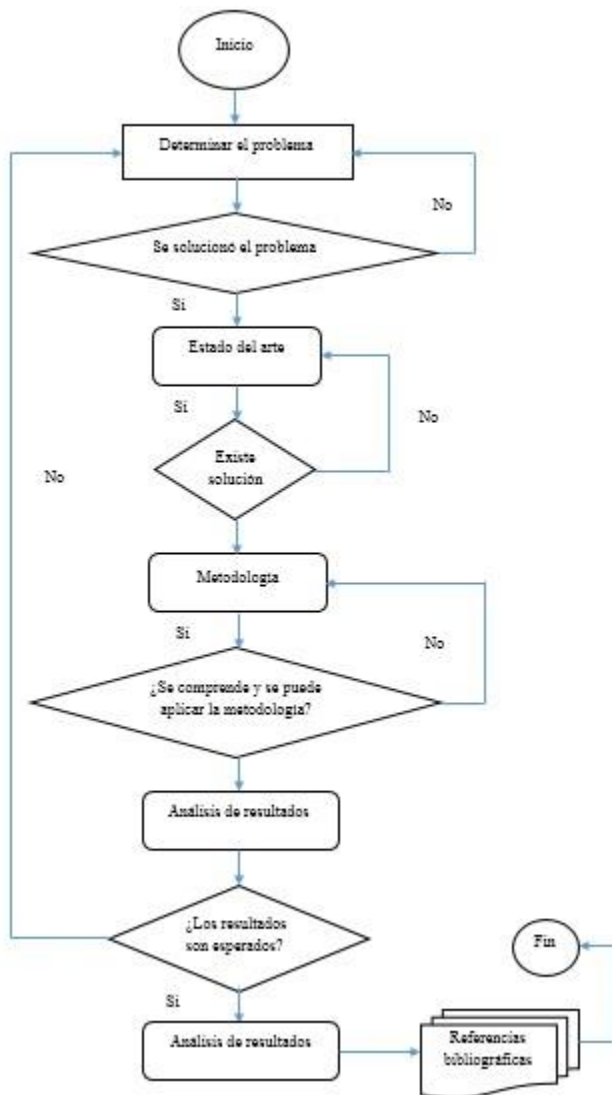 Inicio
Determinar el problema
No
Se solucionó el problema
Si
Estado del arte
Si
No
Existe
solución
No
Metodología
Si
No
¿Se comprende y se puede
aplicar la metodología?
Análisis de resultados
¿Los resultados
son esperados?
Fin
Si
Análisis de resultados
Referencias
bibliográficas